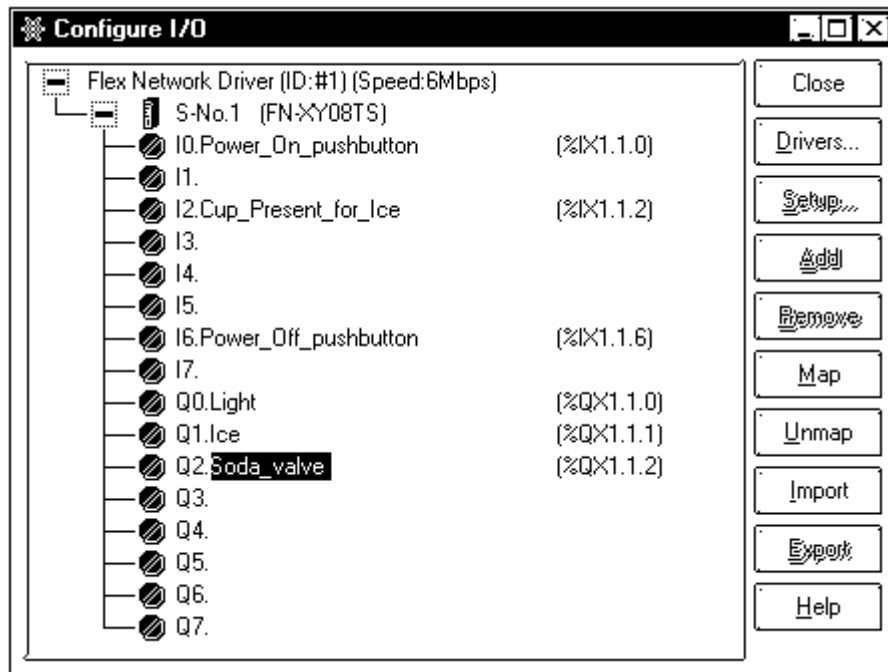 Configure I/O
Flex Network Driver (ID:#1) (Speed:6Mbps)
S-No.1 (FN-XY08TS)
I0.Power_On_pushbutton (%IX1.1.0)
I1.
I2.Cup_Present_for_Ice (%IX1.1.2)
I3.
I4.
I5.
I6.Power_Off_pushbutton (%IX1.1.6)
I7.
Q0.Light (%QX1.1.0)
Q1.Ice (%QX1.1.1)
Q2.Soda_valve (%QX1.1.2)
Q3.
Q4.
Q5.
Q6.
Q7.
Close
Drivers...
Setup...
Add
Remove
Map
Unmap
Import
Export
Help